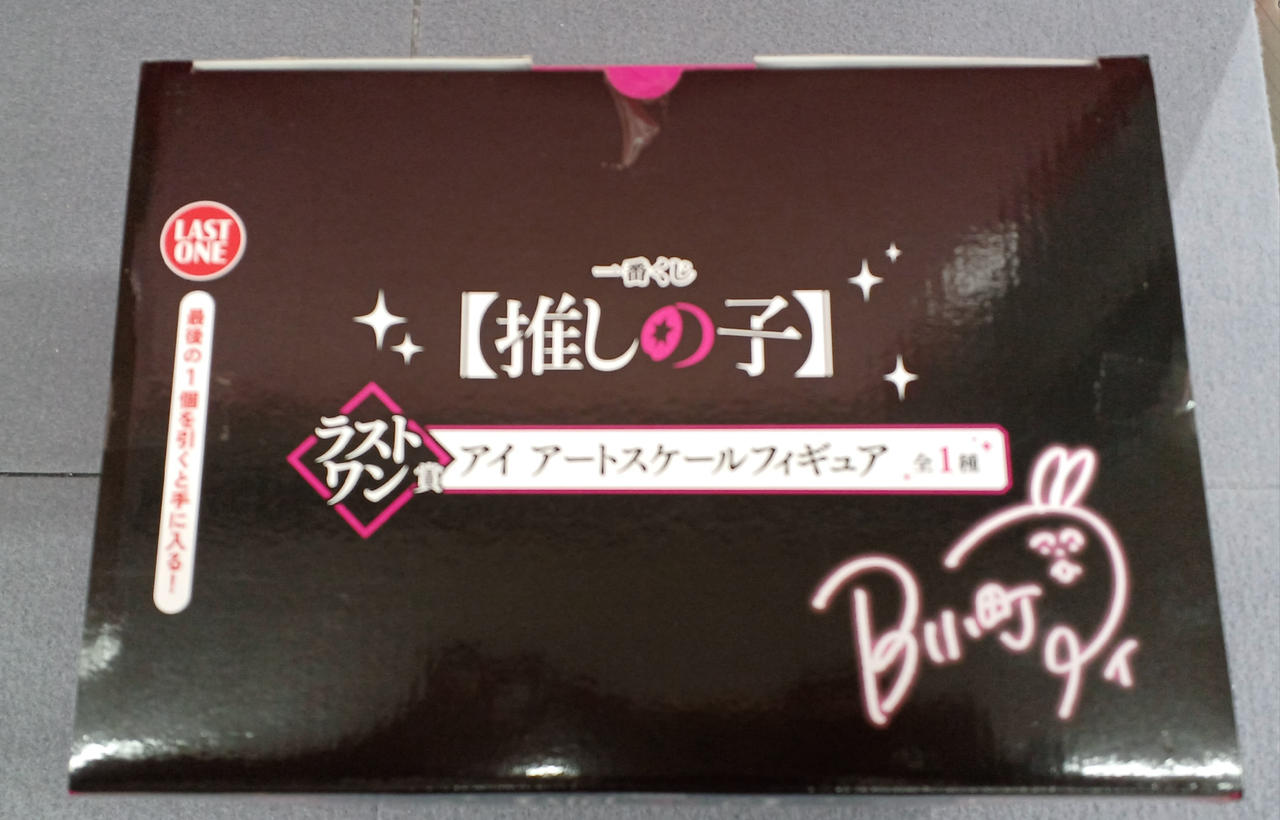 LAST
ONE
最後の1個を引くと手に入る!
一番くじ
【推しの子】
ラスト
ワン賞
アイ アートスケールフィギュア 全1種
B小町
アイ